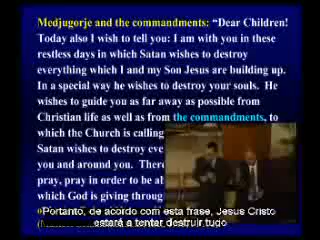 Medjugorje and the commandments: “Dear Children!
Today also I wish to tell you: I am with you in these
restless days in which Satan wishes to destroy
everything which I and my Son Jesus are building up.
In a special way he wishes to destroy your souls. He
wishes to guide you as far away as possible from
Christian life as well as from the commandments, to
which the Church is calling
Satan wishes to destroy eve
you and around you. There
pray, pray in order to be ab
which God is giving throug
Portanto, de acordo com esta frase, Jesus Cristo
estará a tentar destruir tudo